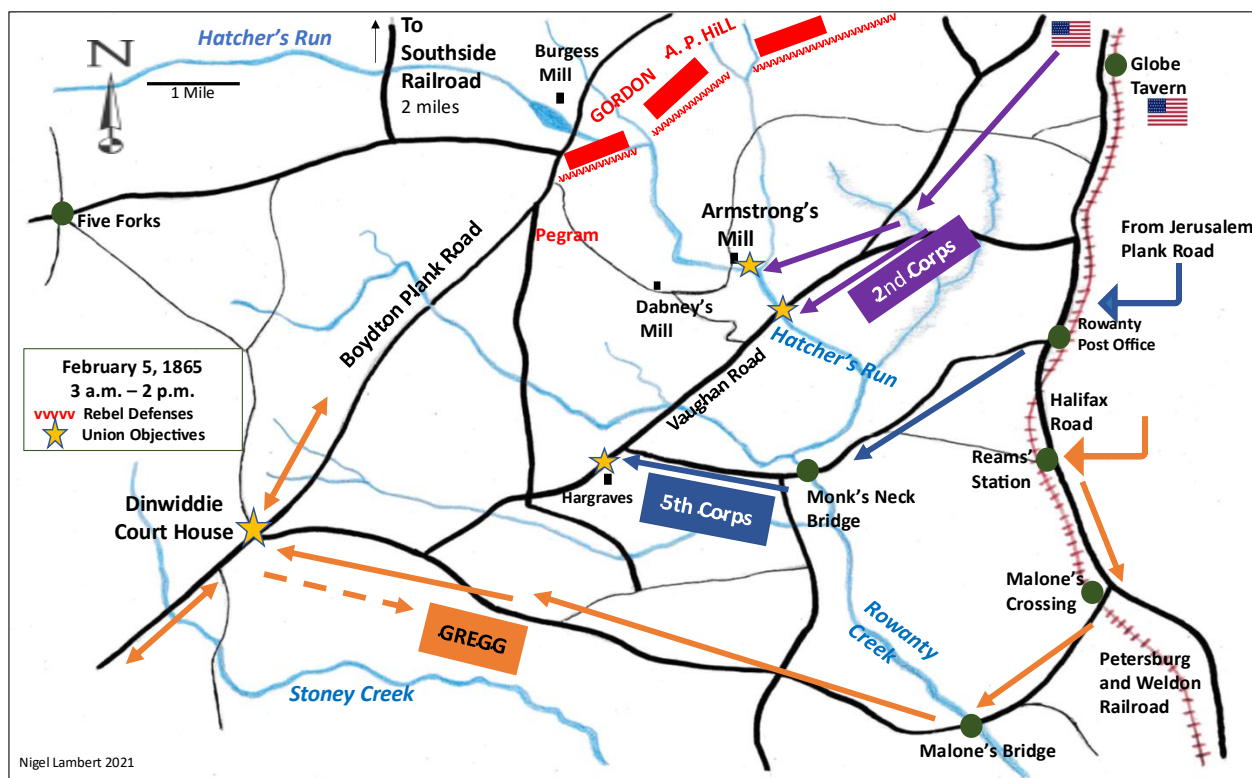 Hatcher's Run
N
1 Mile
To
Southside
Railroad
2 miles
Burgess
Mill
GORDON
A. P. HiLL
Globe
Tavern
Five Forks
Pegram
Armstrong's
Mill
2nd Corps
From Jerusalem
Plank Road
Boydton Plank Road
Dabney's
Mill
Hatcher's Run
Rowanty
Post Office
February 5, 1865
3 a.m. – 2 p.m.
vvvvv Rebel Defenses
Union Objectives
Vaughan Road
Halifax
Road
Reams'
Station
Hargraves
5th Corps
Monk's Neck
Bridge
Dinwiddie
Court House
GREGG
Malone's
Crossing
Rowanty
Creek
Stoney Creek
Petersburg
and Weldon
Railroad
Malone's Bridge
Nigel Lambert 2021